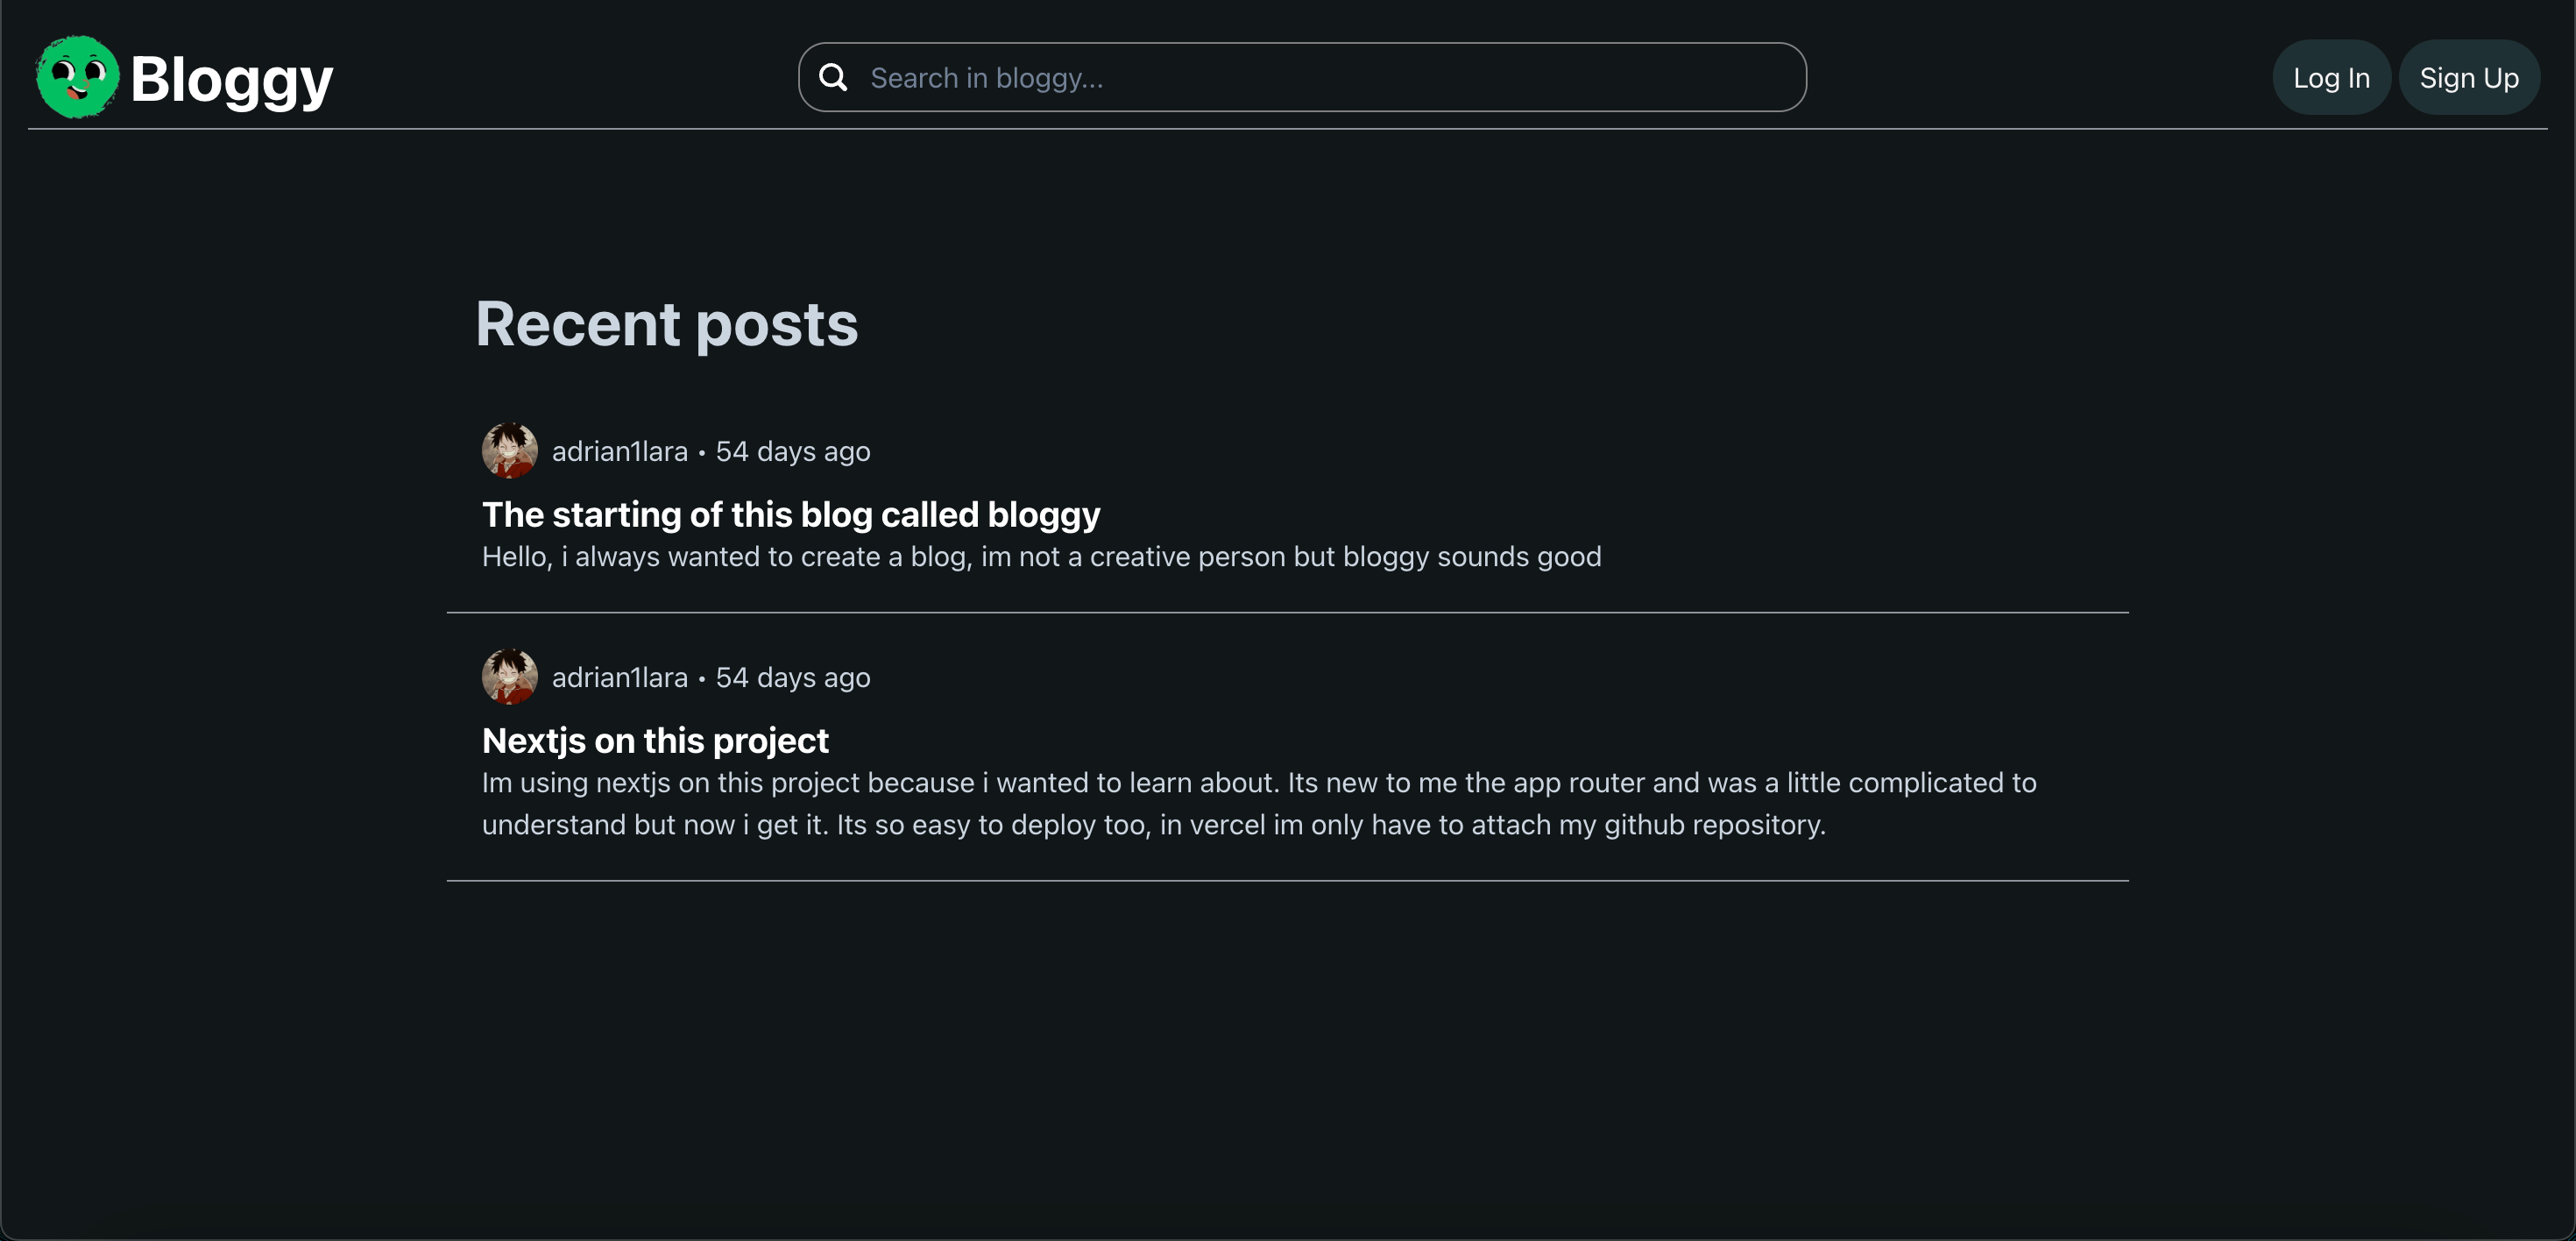 Bloggy
Search in bloggy...
Log In
Sign Up
Recent posts
adrian1lara • 54 days ago
The starting of this blog called bloggy
Hello, i always wanted to create a blog, im not a creative person but bloggy sounds good
adrian1lara • 54 days ago
Nextjs on this project
Im using nextjs on this project because i wanted to learn about. Its new to me the app router and was a little complicated to
understand but now i get it. Its so easy to deploy too, in vercel im only have to attach my github repository.